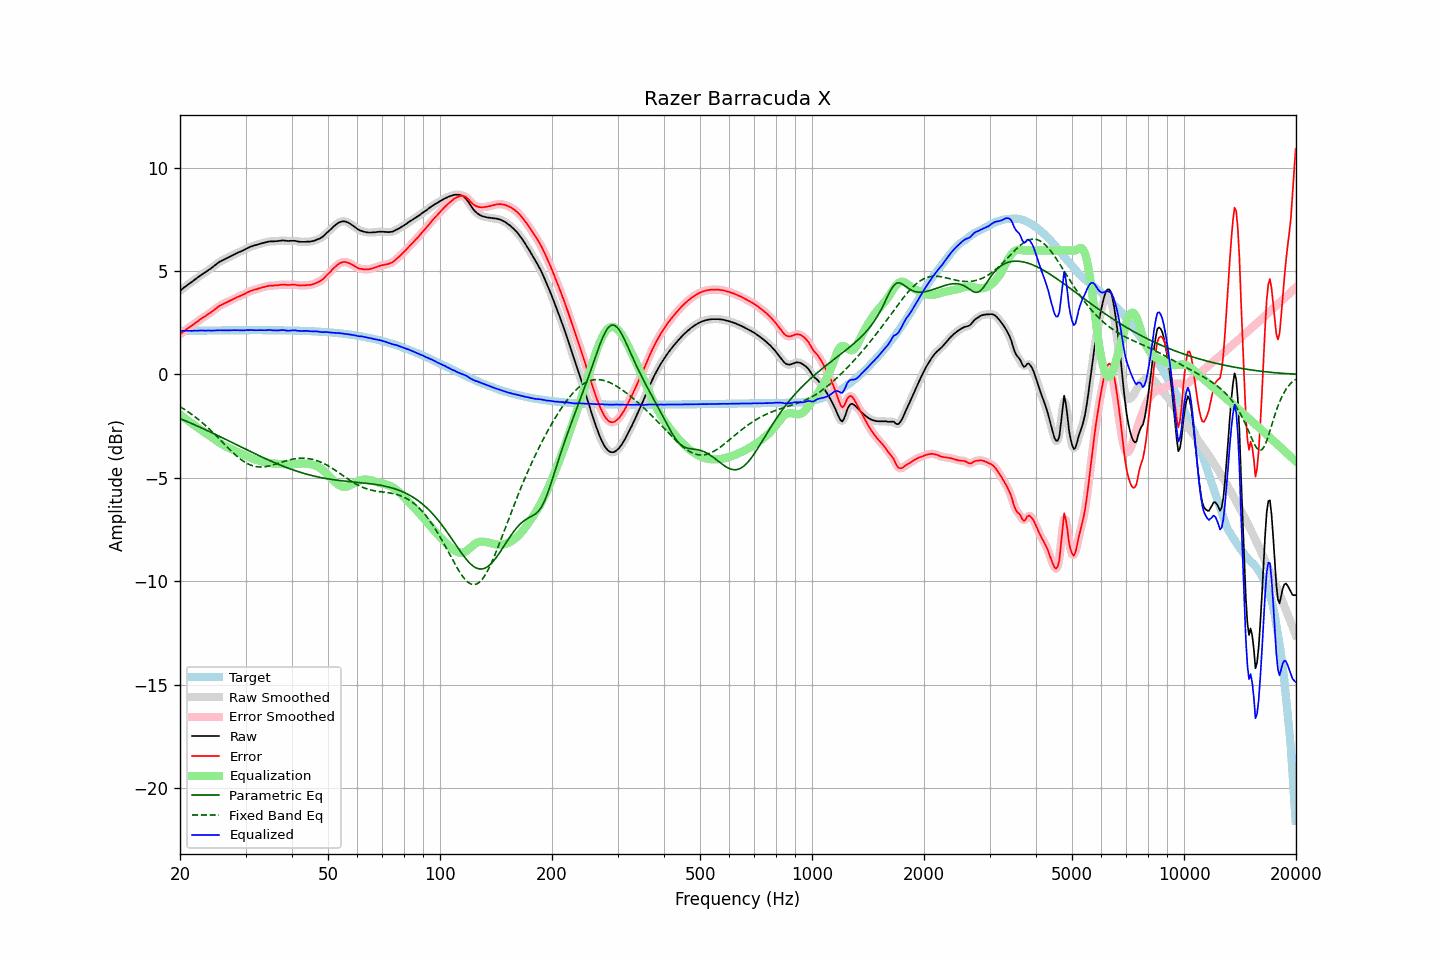 Razer Barracuda X
Amplitude (dBr)
10
5
0
−5
−10
−15
−20
Target
Raw Smoothed
Error Smoothed
Raw
Error
Equalization
Parametric Eq
Fixed Band Eq
Equalized
20 50 100 200 500 1000 2000 5000 10000 20000
Frequency (Hz)